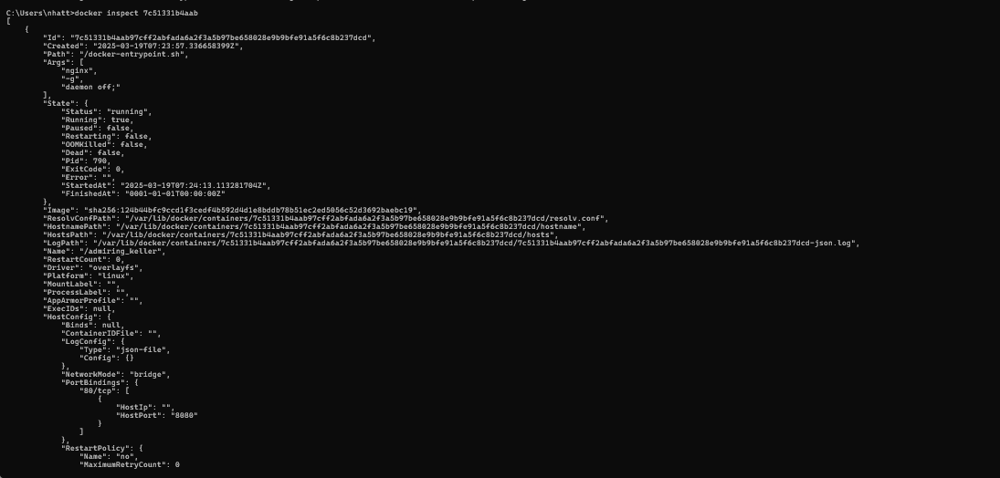 C:\Users\nhatt>docker inspect 7c51331b4aab
[
    {
        "Id": "7c51331b4aab97cff2abfada6a2f3a5b97be658028e9b9bfe91a5f6c8b237dcd",
        "Created": "2025-03-19T07:23:57.336658399Z",
        "Path": "/docker-entrypoint.sh",
        "Args": [
            "nginx",
            "-g",
            "daemon off;"
        ],
        "State": {
            "Status": "running",
            "Running": true,
            "Paused": false,
            "Restarting": false,
            "OOMKilled": false,
            "Dead": false,
            "Pid": 790,
            "ExitCode": 0,
            "Error": "",
            "StartedAt": "2025-03-19T07:24:13.113281704Z",
            "FinishedAt": "0001-01-01T00:00:00Z"
        },
        "Image": "sha256:124b44bfc9ccd1f3cedf4b592d4d1e8bddb78b51ec2ed5056c52d3692baebc19",
        "ResolvConfPath": "/var/lib/docker/containers/7c51331b4aab97cff2abfada6a2f3a5b97be658028e9b9bfe91a5f6c8b237dcd/resolv.conf",
        "HostnamePath": "/var/lib/docker/containers/7c51331b4aab97cff2abfada6a2f3a5b97be658028e9b9bfe91a5f6c8b237dcd/hostname",
        "HostsPath": "/var/lib/docker/containers/7c51331b4aab97cff2abfada6a2f3a5b97be658028e9b9bfe91a5f6c8b237dcd/hosts",
        "LogPath": "/var/lib/docker/containers/7c51331b4aab97cff2abfada6a2f3a5b97be658028e9b9bfe91a5f6c8b237dcd/7c51331b4aab97cff2abfada6a2f3a5b97be658028e9b9bfe91a5f6c8b237dcd-json.log",
        "Name": "/admiring_keller",
        "RestartCount": 0,
        "Driver": "overlayfs",
        "Platform": "linux",
        "MountLabel": "",
        "ProcessLabel": "",
        "AppArmorProfile": "",
        "ExecIDs": null,
        "HostConfig": {
            "Binds": null,
            "ContainerIDFile": "",
            "LogConfig": {
                "Type": "json-file",
                "Config": {}
            },
            "NetworkMode": "bridge",
            "PortBindings": {
                "80/tcp": [
                    {
                        "HostIp": "",
                        "HostPort": "8080"
                    }
                ]
            },
            "RestartPolicy": {
                "Name": "no",
                "MaximumRetryCount": 0